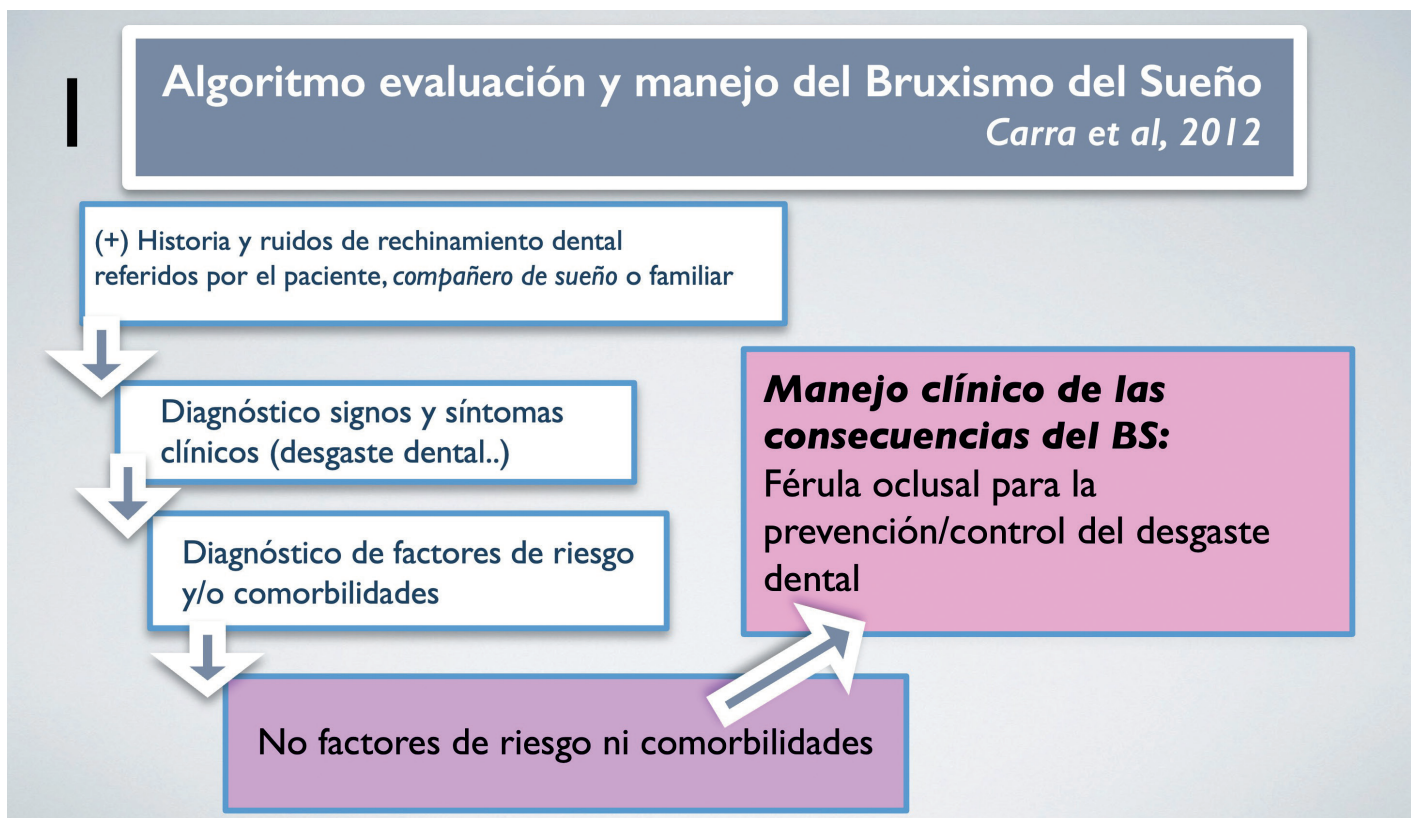 I
Algoritmo evaluación y manejo del Bruxismo del Sueño
Carra et al, 2012
(+) Historia y ruidos de rechinamiento dental
referidos por el paciente, compañero de sueño o familiar
Diagnóstico signos y síntomas
clínicos (desgaste dental..)
Diagnóstico de factores de riesgo
y/o comorbilidades
No factores de riesgo ni comorbilidades
Manejo clínico de las
consecuencias del BS:
Férula oclusal para la
prevención/control del desgaste
dental